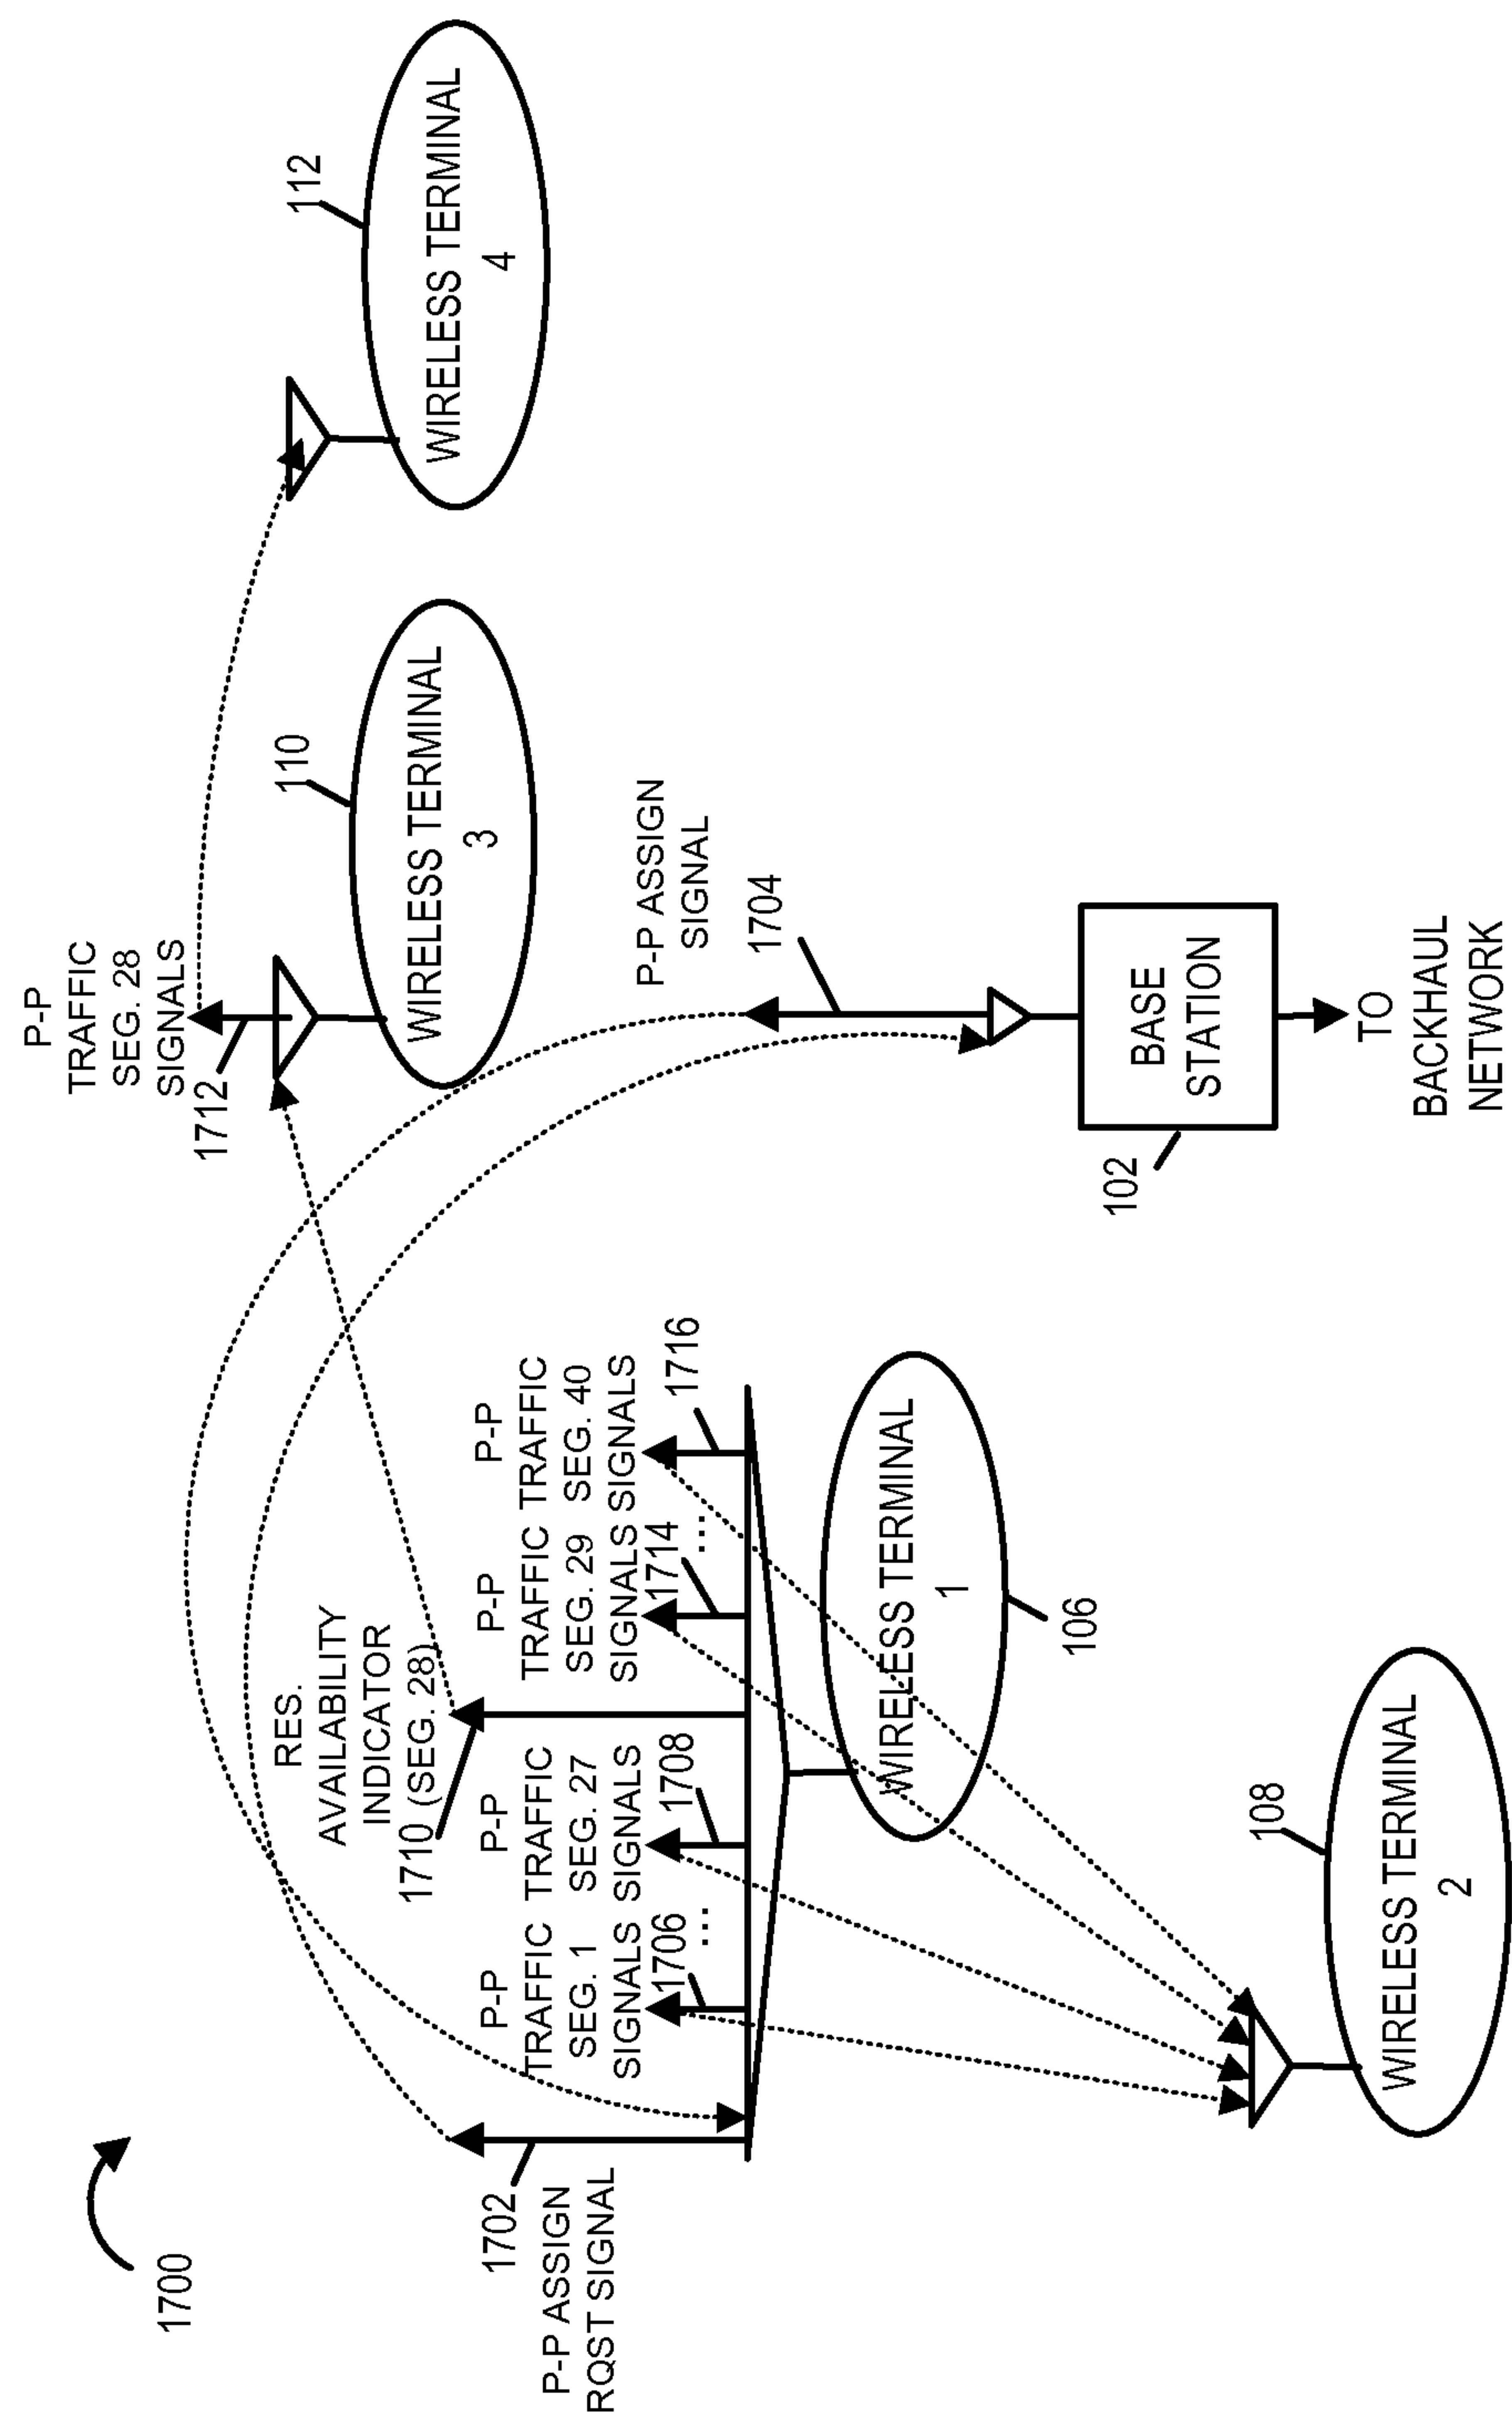 1700
P-P ASSIGN
RQST SIGNAL
1702
P-P
TRAFFIC
SEG. 1
SIGNALS
1706
...
P-P
TRAFFIC
SEG. 27
SIGNALS
1708
RES.
AVAILABILITY
INDICATOR
(SEG. 28)
1710
P-P
TRAFFIC
SEG. 29
SIGNALS
1714
...
P-P
TRAFFIC
SEG. 40
SIGNALS
1716
WIRELESS TERMINAL
1
106
108
WIRELESS TERMINAL
2
P-P
TRAFFIC
SEG. 28
SIGNALS
1712
110
WIRELESS TERMINAL
3
112
WIRELESS TERMINAL
4
P-P ASSIGN
SIGNAL
1704
102
BASE
STATION
TO
BACKHAUL
NETWORK